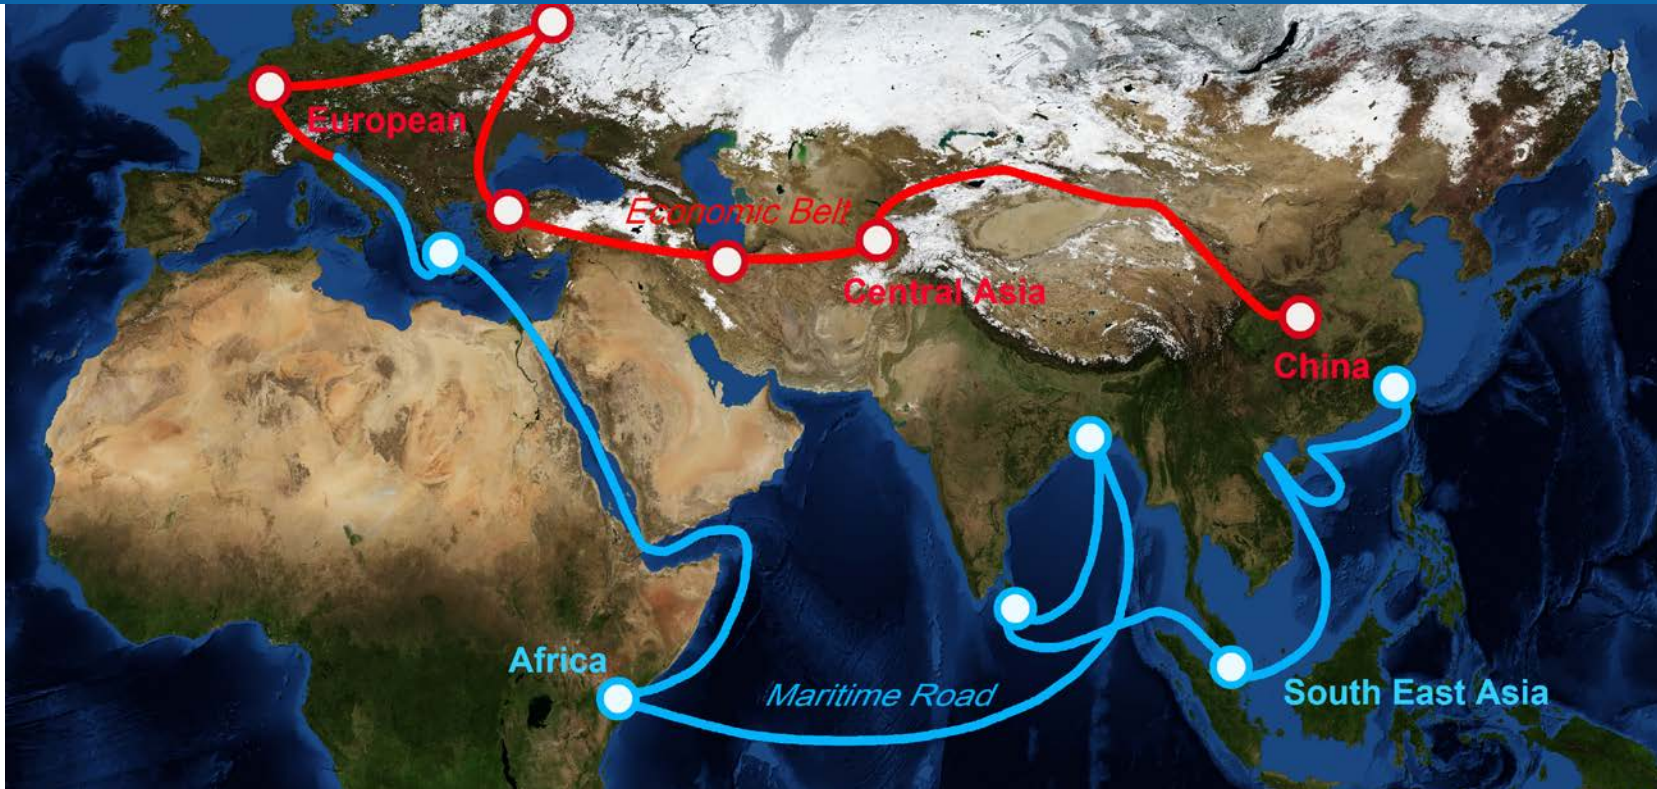 European
Economic Belt
Central Asia
China
Africa
Maritime Road
South East Asia